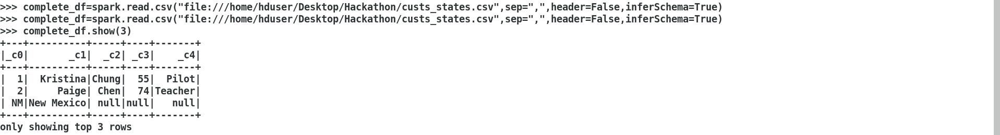 >>> complete_df=spark.read.csv("file:///home/hduser/Desktop/Hackathon/custs_states.csv",sep=",",header=False,inferSchema=True)
>>> complete_df=spark.read.csv("file:///home/hduser/Desktop/Hackathon/custs_states.csv",sep=",",header=False,inferSchema=True)
>>> complete_df.show(3)
+---+----------+-----+----+-------+
|_c0|       _c1|  _c2| _c3|    _c4|
+---+----------+-----+----+-------+
|  1|  Kristina|Chung|  55|  Pilot|
|  2|     Paige| Chen|  74|Teacher|
| NM|New Mexico| null|null|   null|
+---+----------+-----+----+-------+
only showing top 3 rows